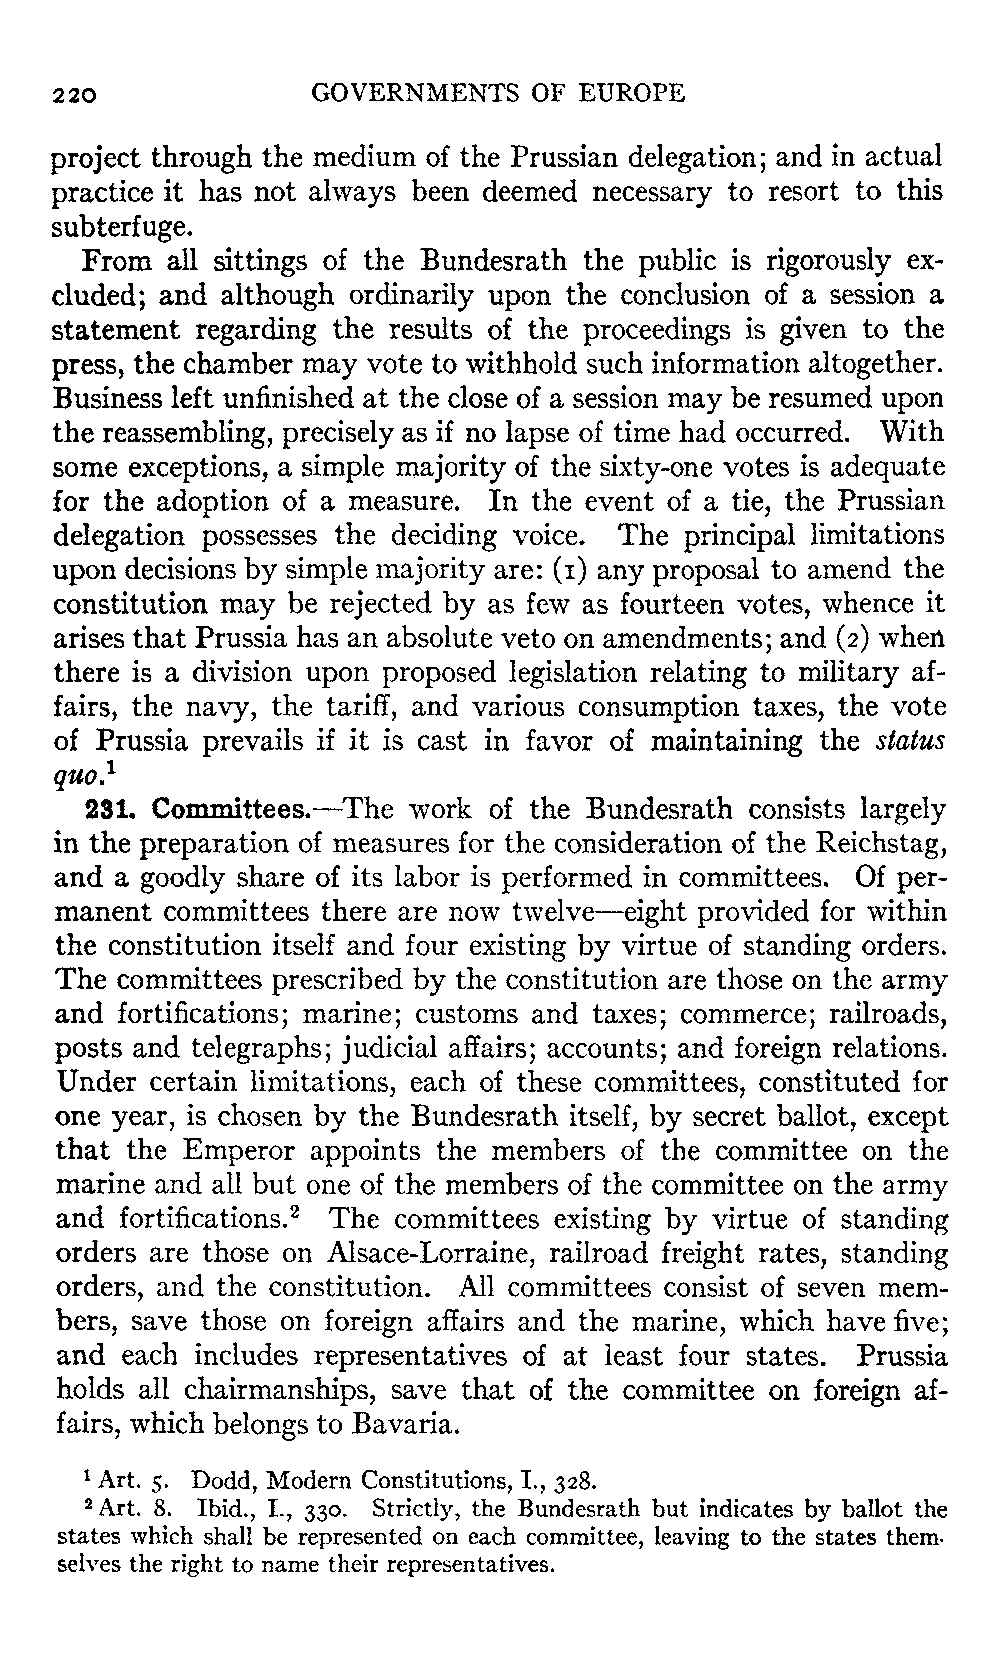 220 GOVERNMENTS OF EUROPE
project through the medium of the Prussian delegation; and in actual
practice it has not always been deemed necessary to resort to this
subterfuge.
From all sittings of the Bundesrath the public is rigorously ex-
cluded; and although ordinarily upon the conclusion of a session a
statement regarding the results of the proceedings is given to the
press, the chamber may vote to withhold such information altogether.
Business left unfinished at the close of a session may be resumed upon
the reassembling, precisely as if no lapse of time had occurred. With
some exceptions, a simple majority of the sixty-one votes is adequate
for the adoption of a measure. In the event of a tie, the Prussian
delegation possesses the deciding voice. The principal limitations
upon decisions by simple majority are: (1) any proposal to amend the
constitution may be rejected by as few as fourteen votes, whence it
arises that Prussia has an absolute veto on amendments; and (2) when
there is a division upon proposed legislation relating to military af-
fairs, the navy, the tariff, and various consumption taxes, the vote
of Prussia prevails if it is cast in favor of maintaining the status
quo.¹
231. Committees.—The work of the Bundesrath consists largely
in the preparation of measures for the consideration of the Reichstag,
and a goodly share of its labor is performed in committees. Of per-
manent committees there are now twelve—eight provided for within
the constitution itself and four existing by virtue of standing orders.
The committees prescribed by the constitution are those on the army
and fortifications; marine; customs and taxes; commerce; railroads,
posts and telegraphs; judicial affairs; accounts; and foreign relations.
Under certain limitations, each of these committees, constituted for
one year, is chosen by the Bundesrath itself, by secret ballot, except
that the Emperor appoints the members of the committee on the
marine and all but one of the members of the committee on the army
and fortifications.² The committees existing by virtue of standing
orders are those on Alsace-Lorraine, railroad freight rates, standing
orders, and the constitution. All committees consist of seven mem-
bers, save those on foreign affairs and the marine, which have five;
and each includes representatives of at least four states. Prussia
holds all chairmanships, save that of the committee on foreign af-
fairs, which belongs to Bavaria.
¹ Art. 5. Dodd, Modern Constitutions, I., 328.
² Art. 8. Ibid., I., 330. Strictly, the Bundesrath but indicates by ballot the
states which shall be represented on each committee, leaving to the states them-
selves the right to name their representatives.